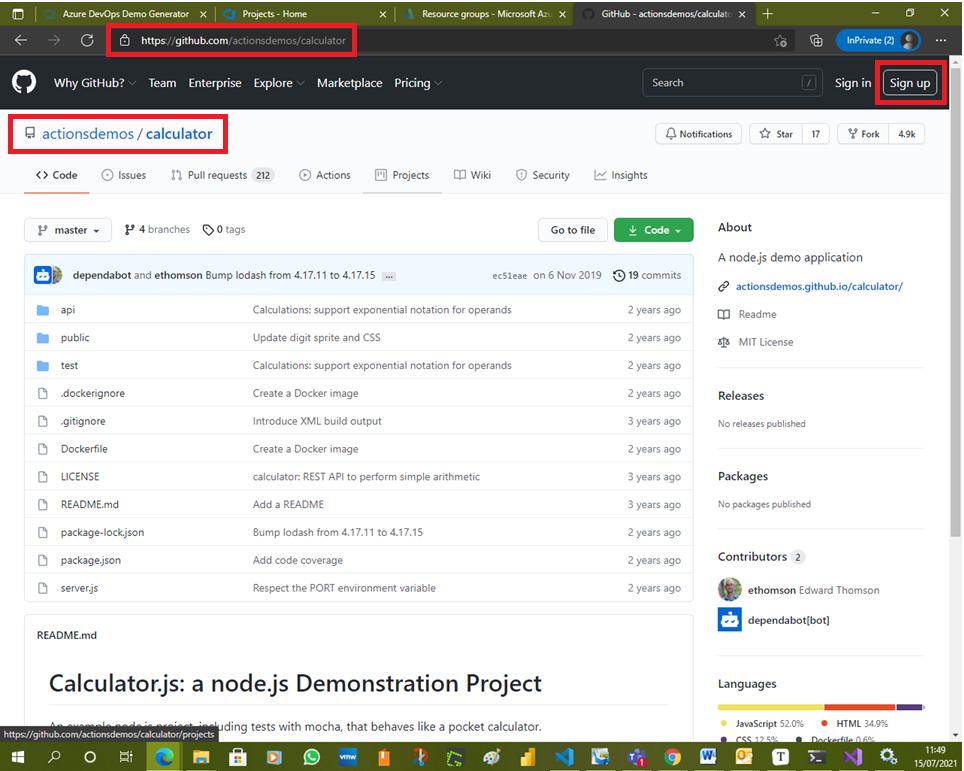 Azure DevOps Demo Generator
Projects - Home
Resource groups - Microsoft Azu
GitHub - actionsdemos/calculato
https://github.com/actionsdemos/calculator
InPrivate (2)
Why GitHub? Team Enterprise Explore Marketplace Pricing
Search /
Sign in
Sign up
actionsdemos / calculator
Notifications
Star 17
Fork 4.9k
Code
Issues
Pull requests 212
Actions
Projects
Wiki
Security
Insights
master
4 branches
0 tags
Go to file
Code
dependabot and ethomson Bump lodash from 4.17.11 to 4.17.15 ...
ec51eae on 6 Nov 2019
19 commits
api Calculations: support exponential notation for operands 2 years ago
public Update digit sprite and CSS 2 years ago
test Calculations: support exponential notation for operands 2 years ago
.dockerignore Create a Docker image 2 years ago
.gitignore Introduce XML build output 3 years ago
Dockerfile Create a Docker image 2 years ago
LICENSE calculator: REST API to perform simple arithmetic 3 years ago
README.md Add a README 3 years ago
package-lock.json Bump lodash from 4.17.11 to 4.17.15 2 years ago
package.json Add code coverage 2 years ago
server.js Respect the PORT environment variable 2 years ago
README.md
Calculator.js: a node.js Demonstration Project
An example node.js project, including tests with mocha, that behaves like a pocket calculator.
About
A node.js demo application
actionsdemos.github.io/calculator/
Readme
MIT License
Releases
No releases published
Packages
No packages published
Contributors 2
ethomson Edward Thomson
dependabot[bot]
Languages
JavaScript 52.0%
HTML 34.9%
CSS 12.5%
Dockerfile 0.6%
https://github.com/actionsdemos/calculator/projects
11:49
15/07/2021